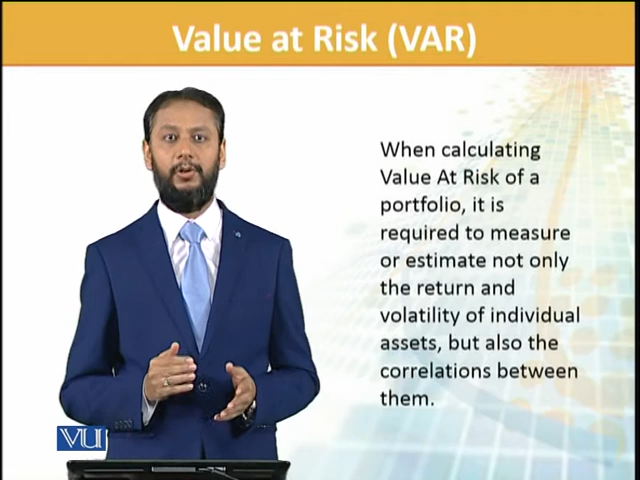 Value at Risk (VAR)
When calculating
Value At Risk of a
portfolio, it is
required to measure
or estimate not only
the return and
volatility of individual
assets, but also the
correlations between
them.
VU